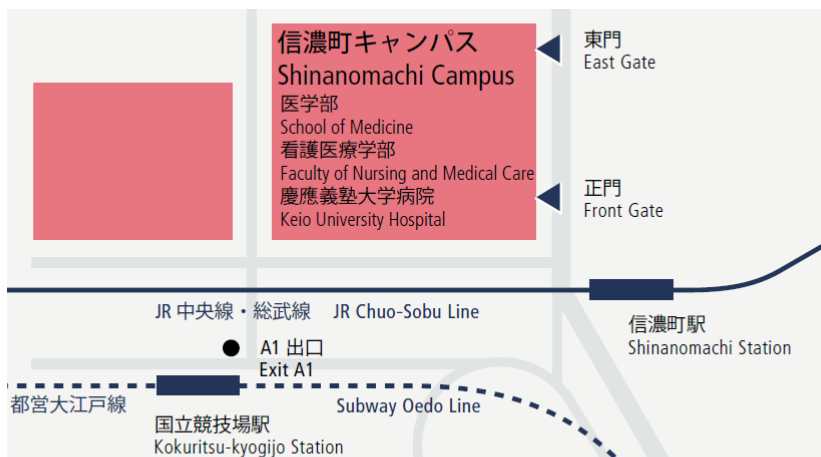 信濃町キャンパス
Shinanomachi Campus
医学部
School of Medicine
看護医療学部
Faculty of Nursing and Medical Care
慶應義塾大学病院
Keio University Hospital
東門
East Gate
正門
Front Gate
JR 中央線・総武線 JR Chuo-Sobu Line
信濃町駅
Shinanomachi Station
A1 出口
Exit A1
都営大江戸線
Subway Oedo Line
国立競技場駅
Kokuritsu-kyogijo Station